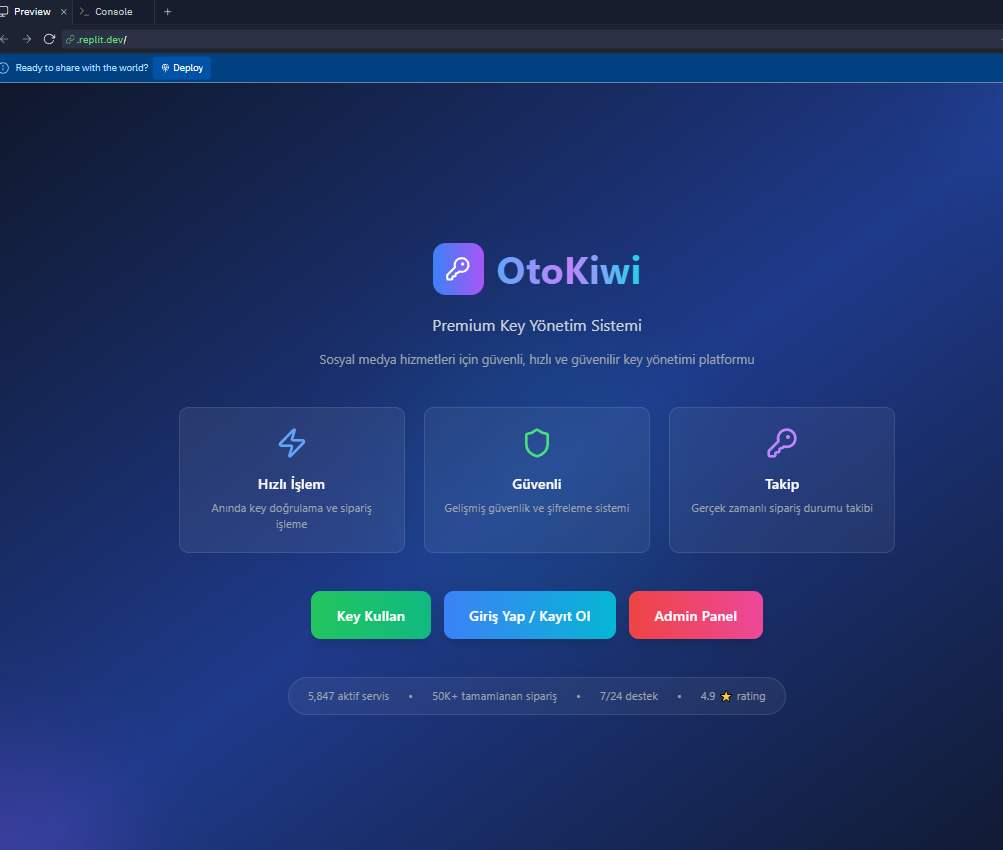 Preview
Console
.replit.dev/
Ready to share with the world?
Deploy
OtoKiwi
Premium Key Yönetim Sistemi
Sosyal medya hizmetleri için güvenli, hızlı ve güvenilir key yönetimi platformu
Hızlı İşlem
Anında key doğrulama ve sipariş
işleme
Güvenli
Gelişmiş güvenlik ve şifreleme sistemi
Takip
Gerçek zamanlı sipariş durumu takibi
Key Kullan
Giriş Yap / Kayıt Ol
Admin Panel
5,847 aktif servis • 50K+ tamamlanan sipariş • 7/24 destek • 4.9 ⭐ rating